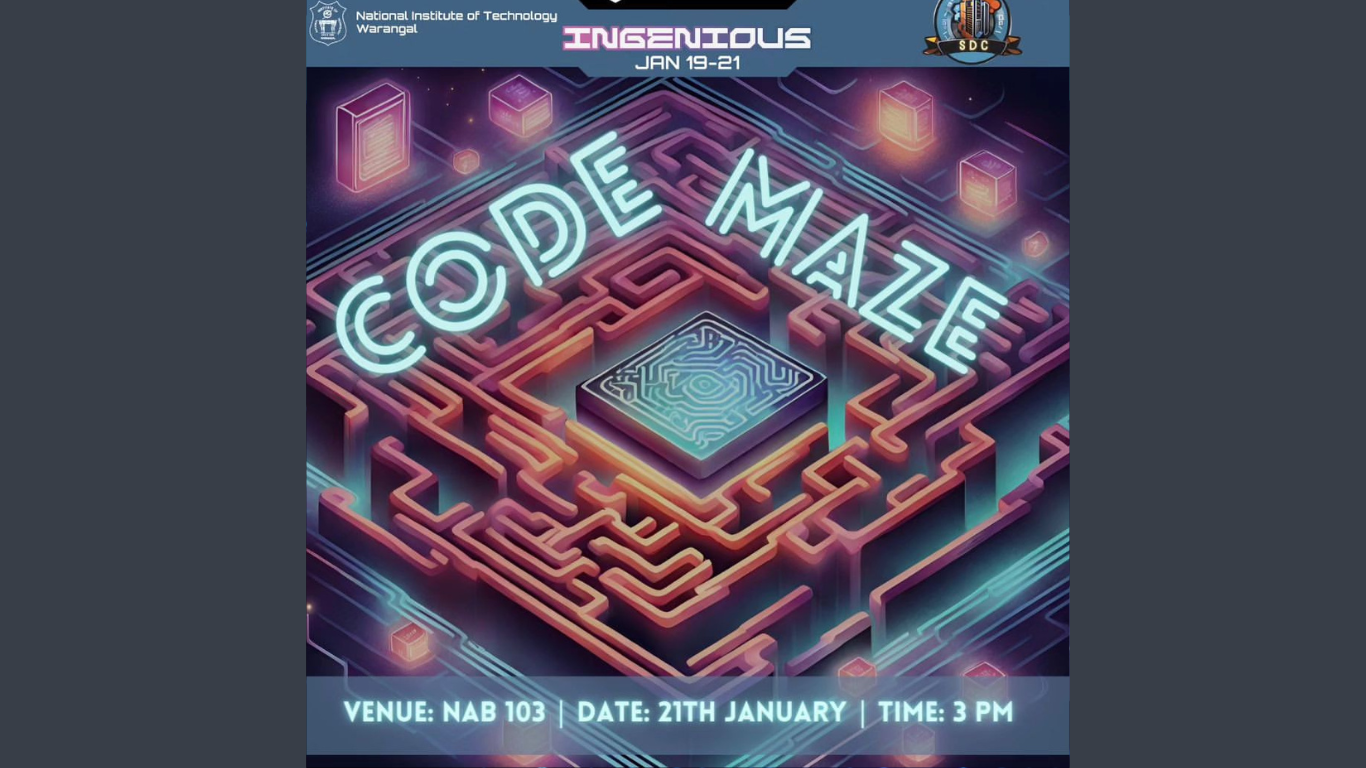 National Institute of Technology
Warangal
INGENIOUS
JAN 19-21
SDC
CODE MAZE
VENUE: NAB 103 | DATE: 21TH JANUARY | TIME: 3 PM